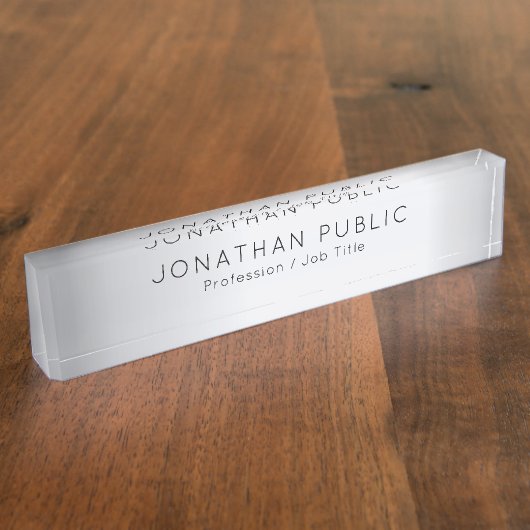 JONATHAN PUBLIC
Profession / Job Title